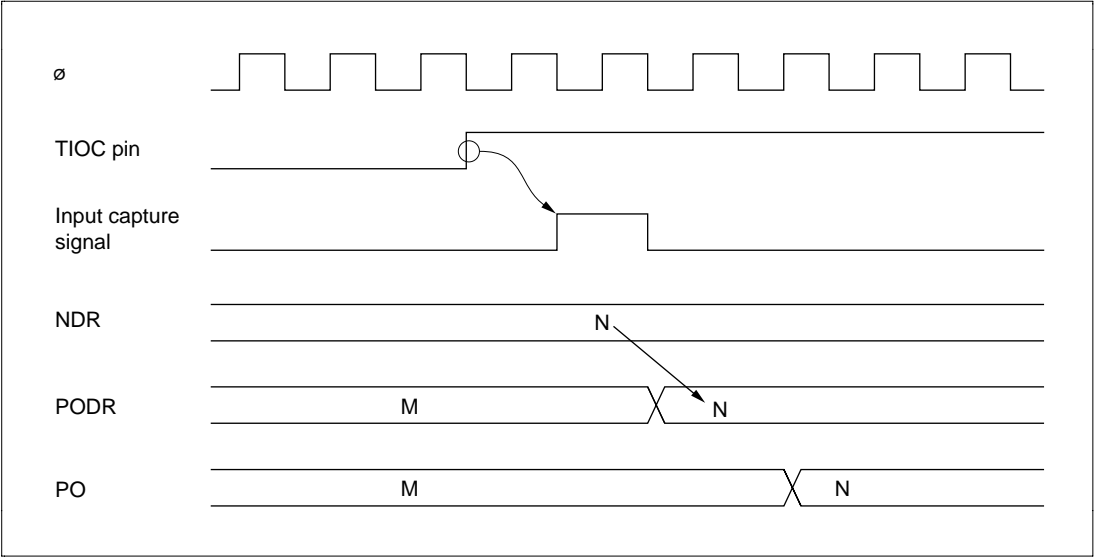 ø
TIOC pin
Input capture
signal
NDR
N
PODR
M
N
PO
M
N